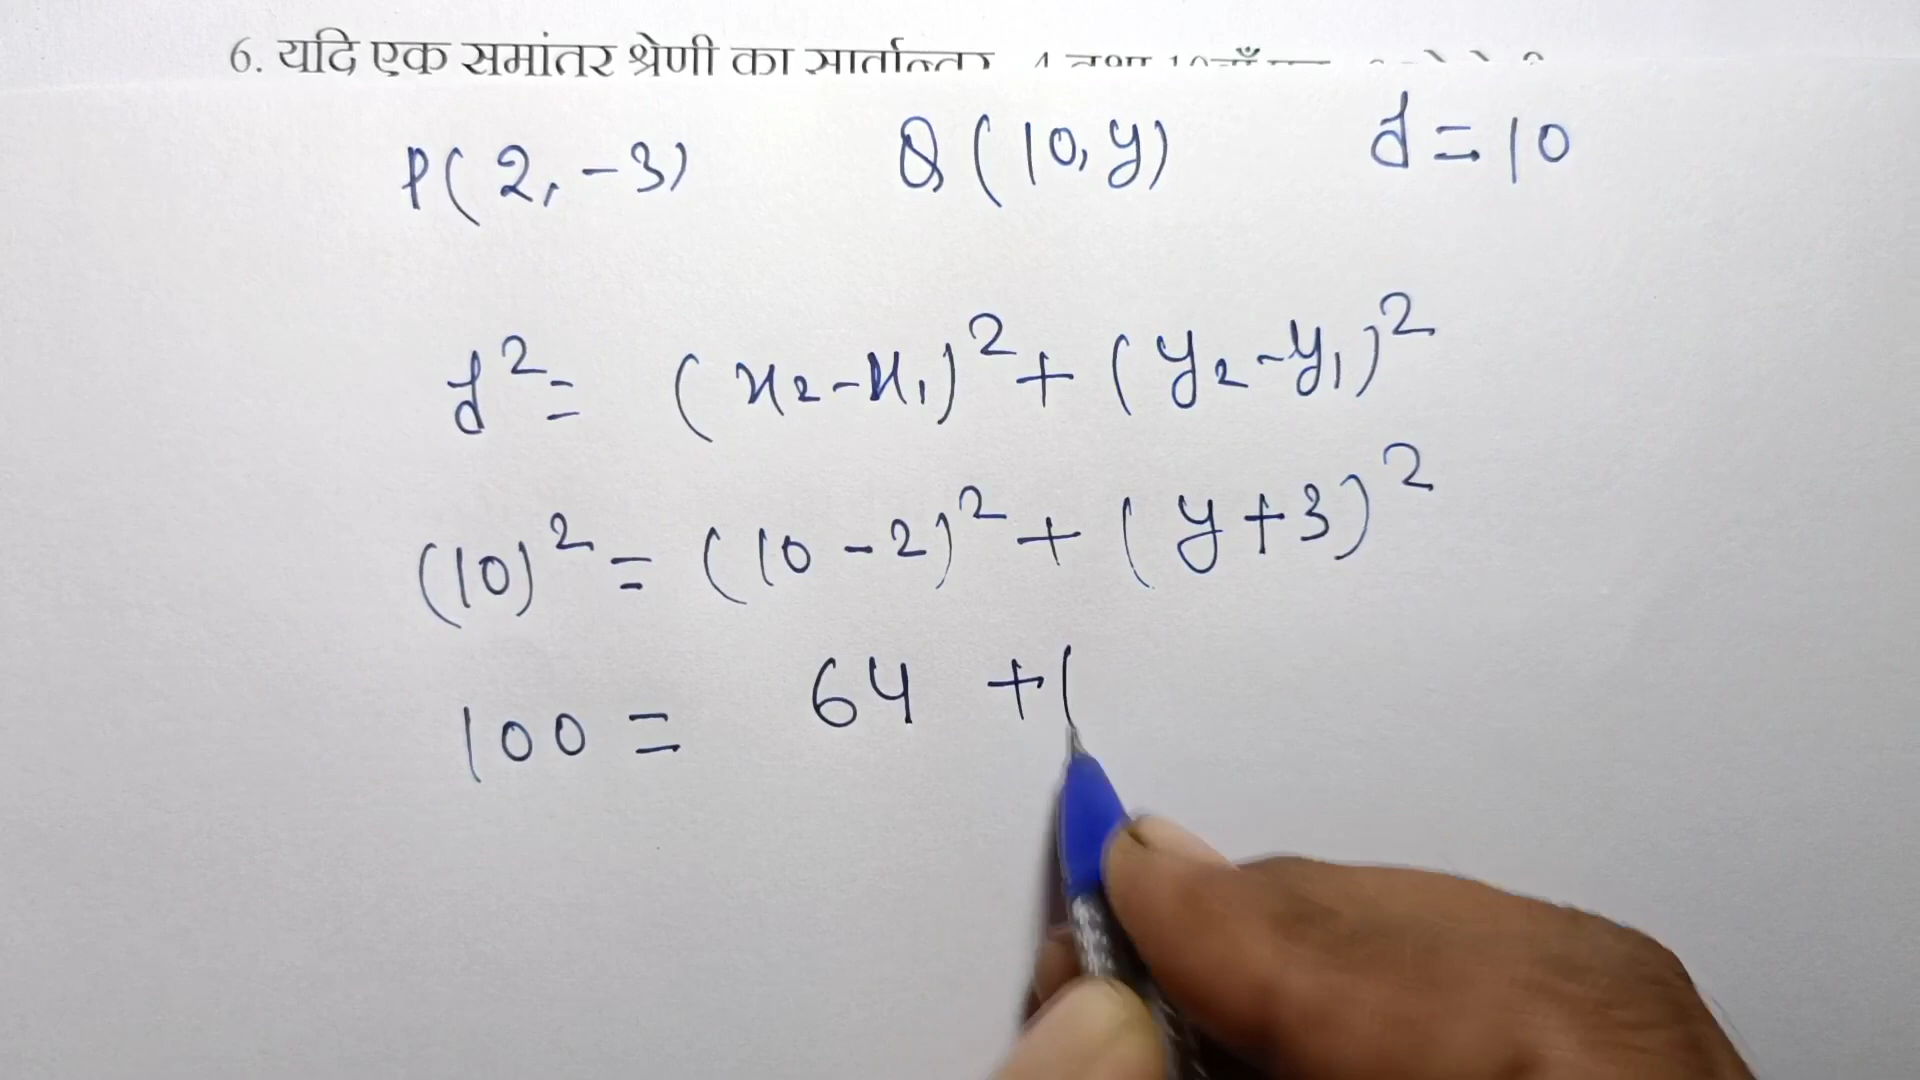 6. यदि एक समांतर श्रेणी का
P(2, -3) Q(10, y) d = 10
d² = (x₂-x₁)² + (y₂-y₁)²
(10)² = (10-2)² + (y+3)²
100 = 64 + (